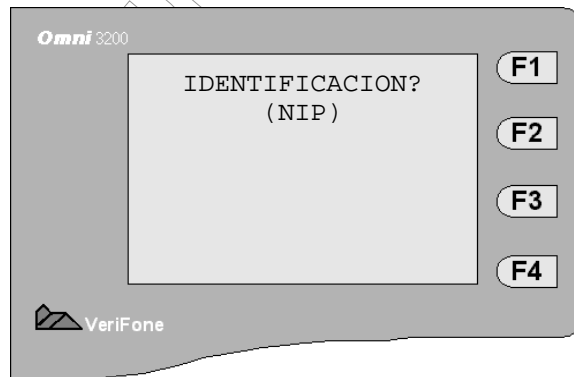 Omni 3200
IDENTIFICACION?
(NIP)
F1
F2
F3
F4
VeriFone